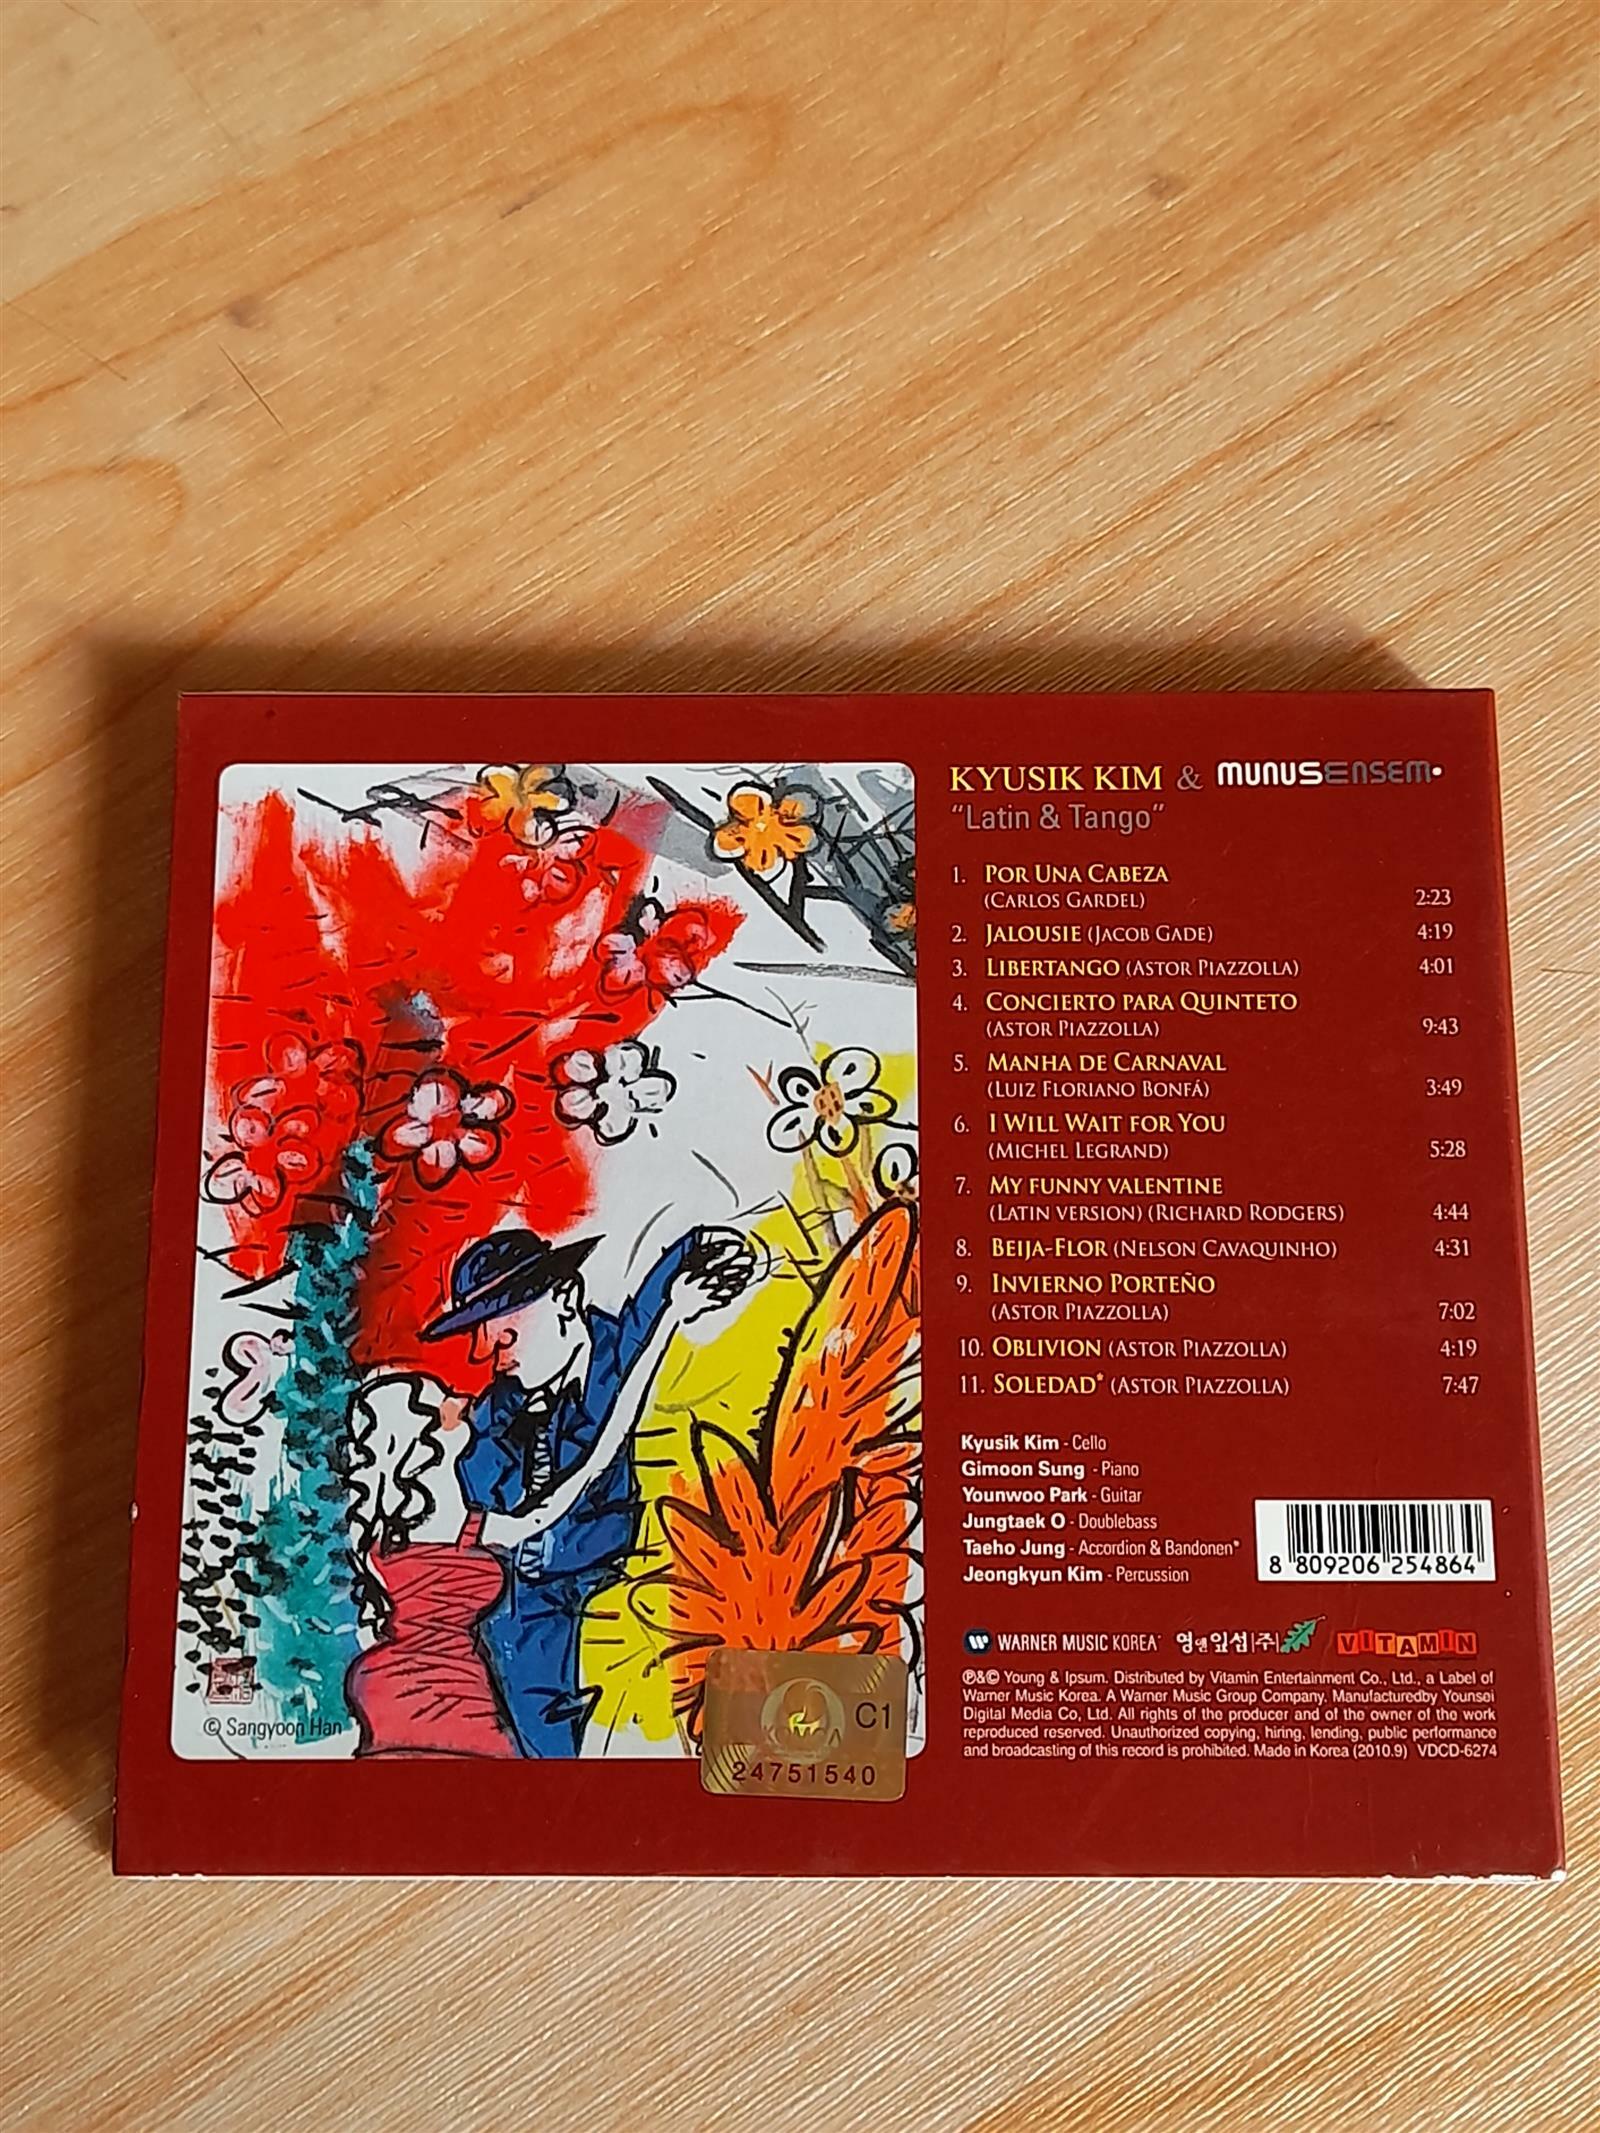 KYUSIK KIM & MUNUSENSEM.
“Latin & Tango”
1. POR UNA CABEZA
(CARLOS GARDEL) 2:23
2. JALOUSIE (JACOB GADE) 4:19
3. LIBERTANGO (ASTOR PIAZZOLLA) 4:01
4. CONCIERTO PARA QUINTETO
(ASTOR PIAZZOLLA) 9:43
5. MANHA DE CARNAVAL
(LUIZ FLORIANO BONFÁ) 3:49
6. I WILL WAIT FOR YOU
(MICHEL LEGRAND) 5:28
7. MY FUNNY VALENTINE
(LATIN VERSION) (RICHARD RODGERS) 4:44
8. BEIJA-FLOR (NELSON CAVAQUINHO) 4:31
9. INVIERNO PORTEÑO
(ASTOR PIAZZOLLA) 7:02
10. OBLIVION (ASTOR PIAZZOLLA) 4:19
11. SOLEDAD* (ASTOR PIAZZOLLA) 7:47
Kyusik Kim - Cello
Gimoon Sung - Piano
Younwoo Park - Guitar
Jungtaek O - Doublebass
Taeho Jung - Accordion & Bandonen*
Jeongkyun Kim - Percussion
8 809206 254864
WARNER MUSIC KOREA 영앤잎섬(주) VITAMIN
℗&© Young & Ipsum. Distributed by Vitamin Entertainment Co., Ltd., a Label of
Warner Music Korea. A Warner Music Group Company. Manufacturedby Younsei
Digital Media Co, Ltd. All rights of the producer and of the owner of the work
reproduced reserved. Unauthorized copying, hiring, lending, public performance
and broadcasting of this record is prohibited. Made in Korea (2010.9) VDCD-6274
© Sangyoon Han
KOMCA C1
24751540